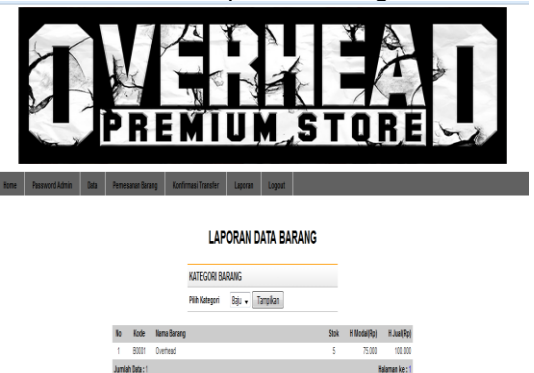 OVERHEAD
PREMIUM STORE
Home Password Admin Data Pemesanan Barang Konfirmasi Transfer Laporan Logout
LAPORAN DATA BARANG
KATEGORI BARANG
Pilih Kategori Baju Tampilkan
No Kode Nama Barang Stok H Modal(Rp) H Jual(Rp)
1 B0001 Overhead 5 75.000 100.000
Jumlah Data : 1 Halaman ke : 1